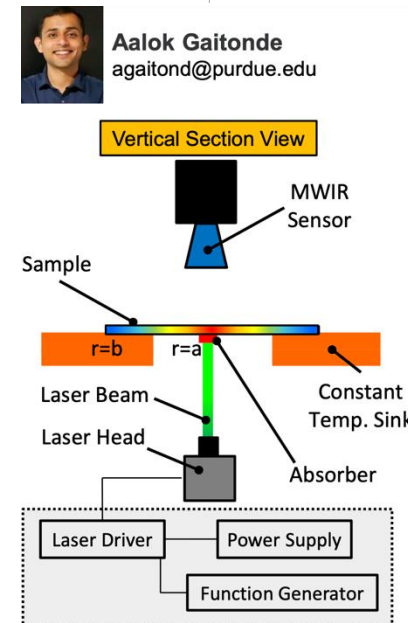 Aalok Gaitonde
agaitond@purdue.edu
Vertical Section View
MWIR
Sensor
Sample
r=b
r=a
Laser Beam
Constant
Temp. Sink
Laser Head
Absorber
Laser Driver
Power Supply
Function Generator